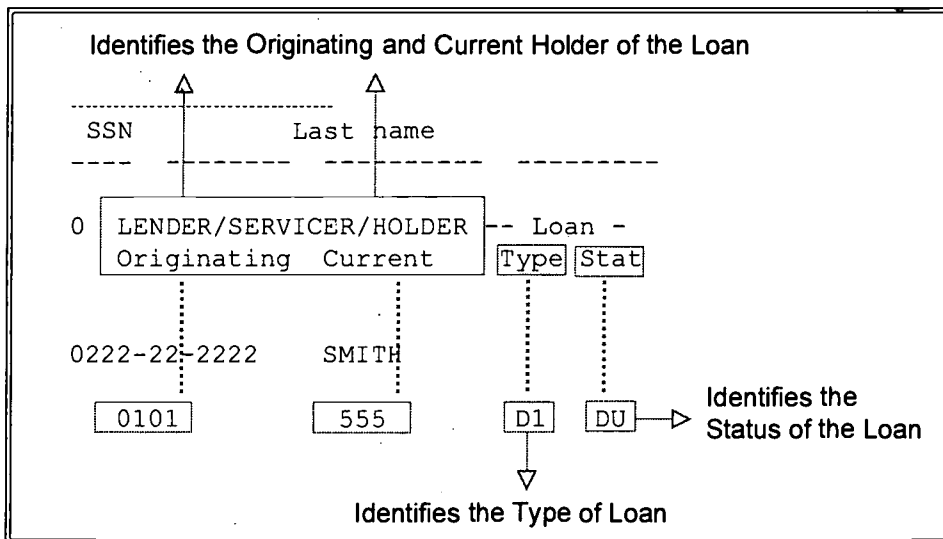 Identifies the Originating and Current Holder of the Loan
SSN Last name
0 LENDER/SERVICER/HOLDER -- Loan -
Originating Current Type Stat
0222-22-2222 SMITH
0101 555 D1 DU
Identifies the
Status of the Loan
Identifies the Type of Loan